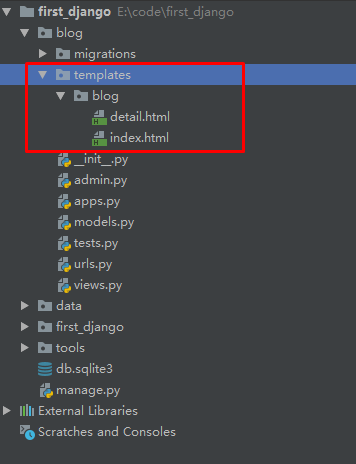 first_django E:\code\first_django
blog
migrations
templates
blog
detail.html
index.html
__init__.py
admin.py
apps.py
models.py
tests.py
urls.py
views.py
data
first_django
tools
db.sqlite3
manage.py
External Libraries
Scratches and Consoles